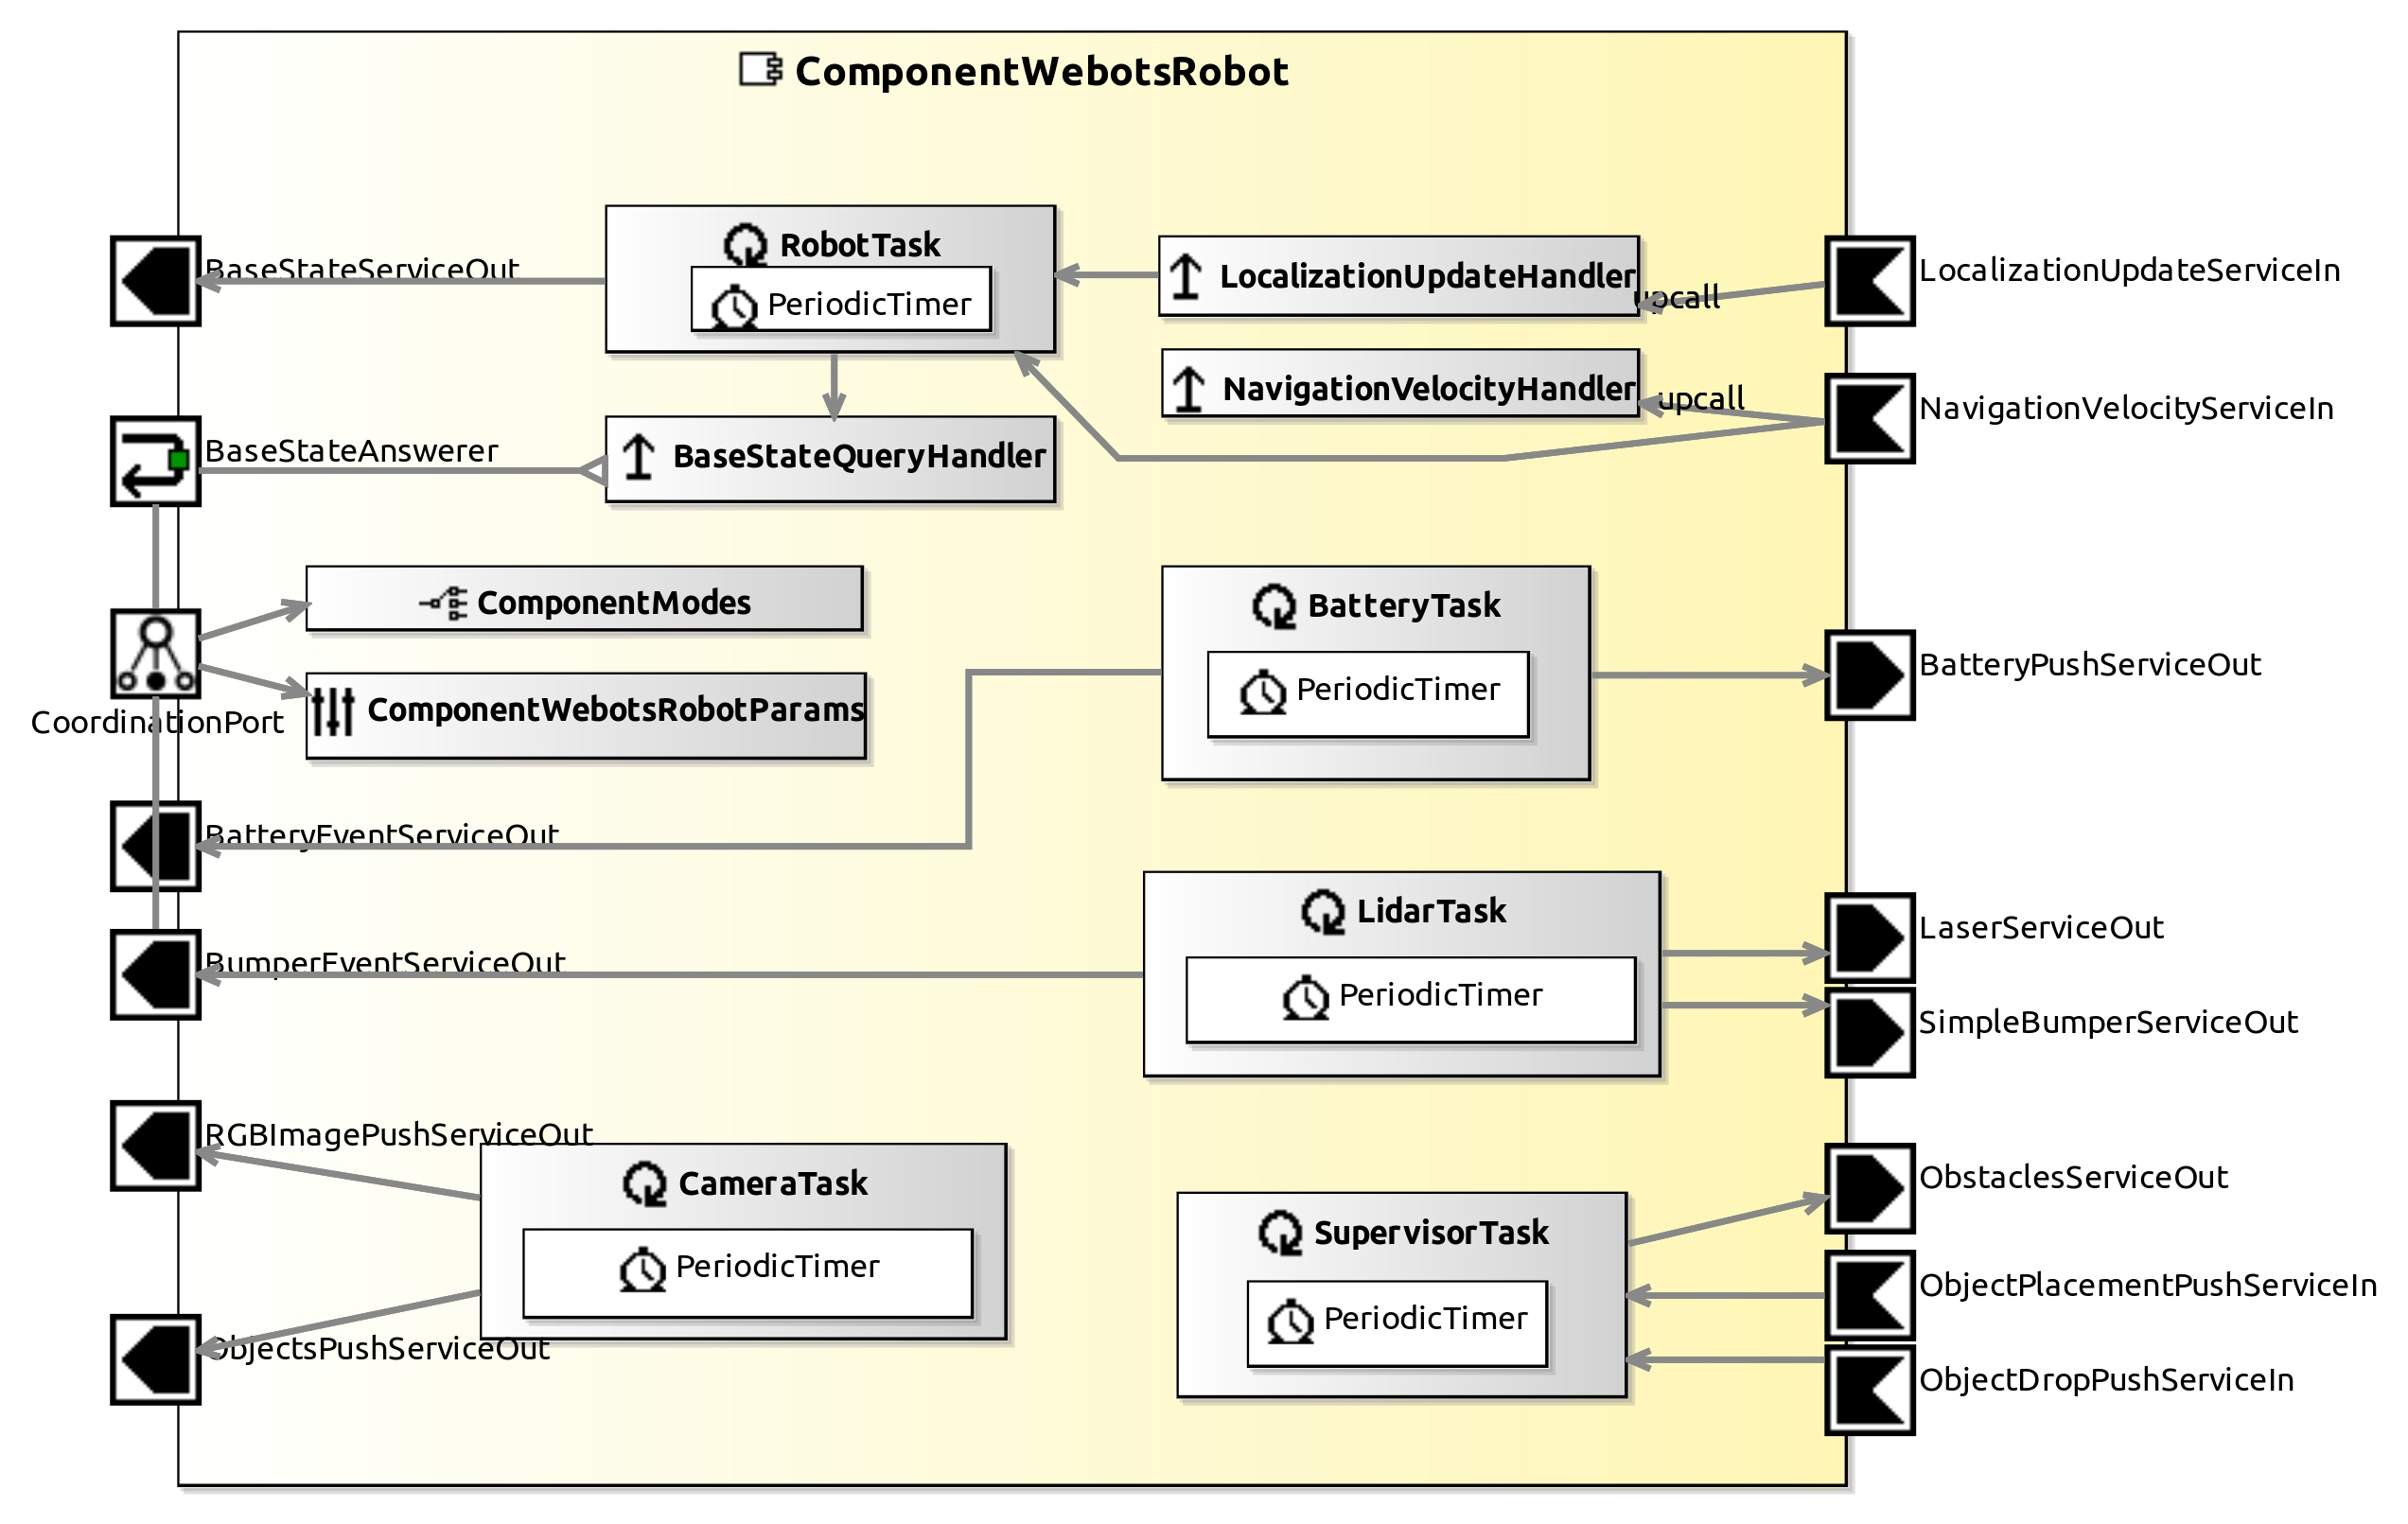 ComponentWebotsRobot
BaseStateServiceOut
RobotTask
PeriodicTimer
LocalizationUpdateHandler
upcall
LocalizationUpdateServiceIn
NavigationVelocityHandler
upcall
NavigationVelocityServiceIn
BaseStateAnswerer
BaseStateQueryHandler
ComponentModes
ComponentWebotsRobotParams
CoordinationPort
BatteryTask
PeriodicTimer
BatteryPushServiceOut
BatteryEventServiceOut
LidarTask
PeriodicTimer
LaserServiceOut
SimpleBumperServiceOut
BumperEventServiceOut
RGBImagePushServiceOut
CameraTask
PeriodicTimer
ObjectsPushServiceOut
SupervisorTask
PeriodicTimer
ObstaclesServiceOut
ObjectPlacementPushServiceIn
ObjectDropPushServiceIn